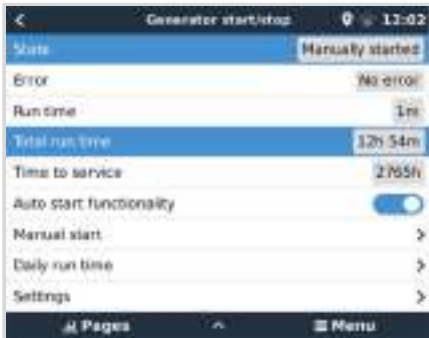 Generator start/stop 13:02
State Manually started
Error No error
Run time 1m
Total run time 12h 54m
Time to service 2765h
Auto start functionality
Manual start
Daily run time
Settings
Pages Menu